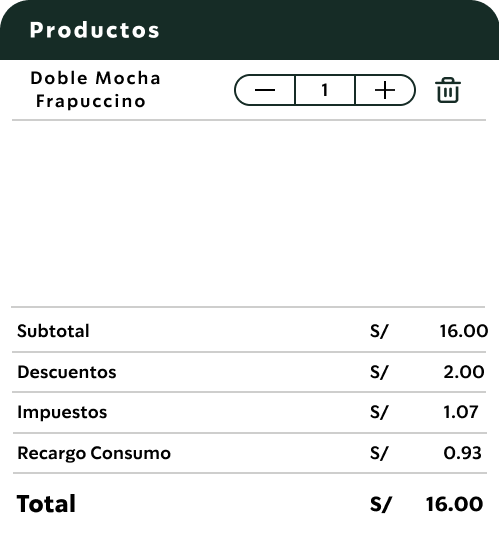 Productos
Doble Mocha
Frapuccino
1
Subtotal S/ 16.00
Descuentos S/ 2.00
Impuestos S/ 1.07
Recargo Consumo S/ 0.93
Total S/ 16.00